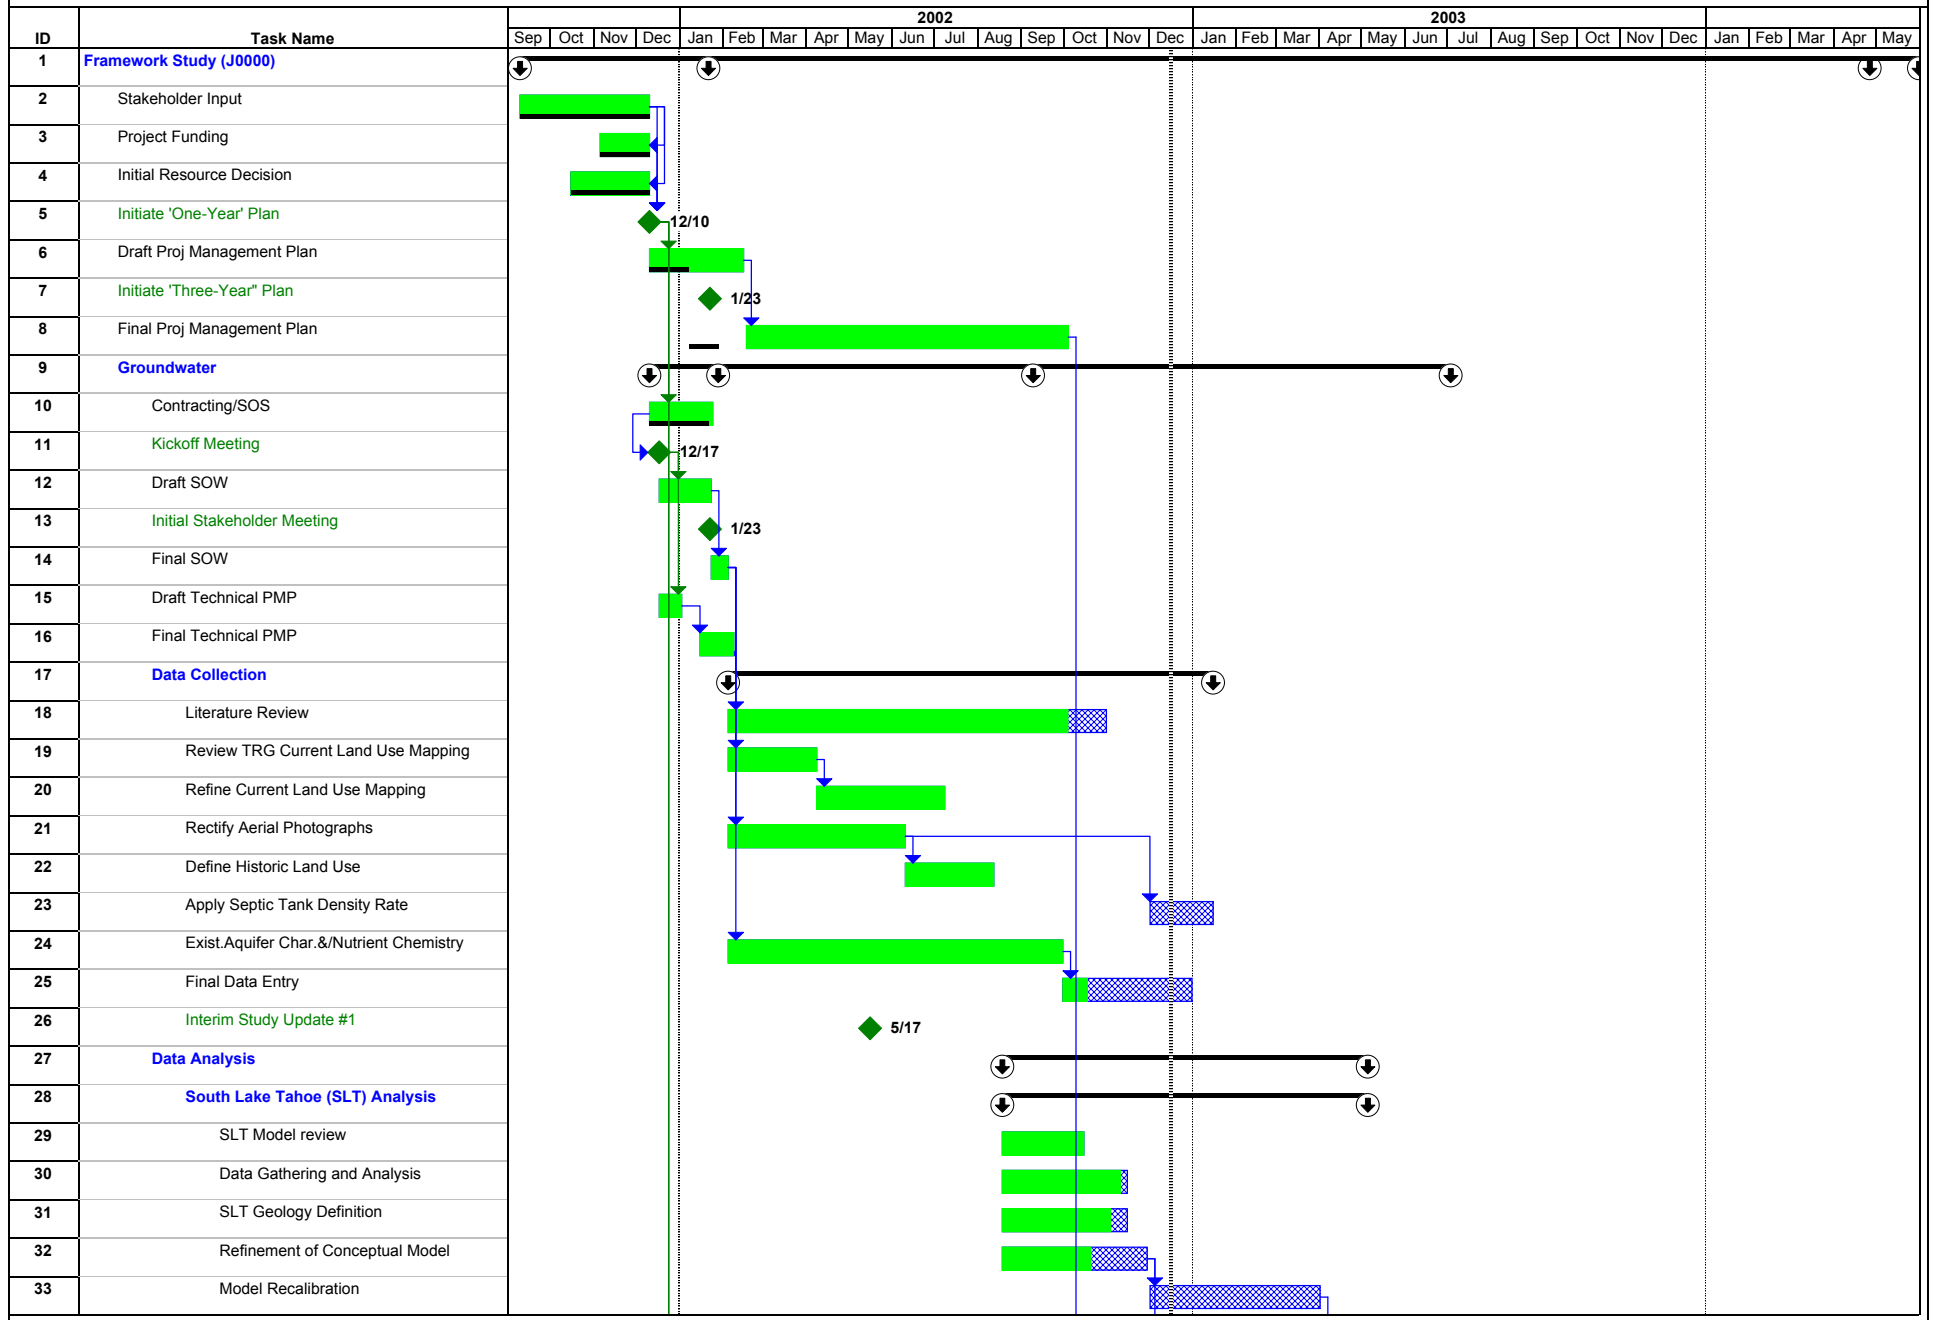 2002 2003
ID Task Name Sep Oct Nov Dec Jan Feb Mar Apr May Jun Jul Aug Sep Oct Nov Dec Jan Feb Mar Apr May Jun Jul Aug Sep Oct Nov Dec Jan Feb Mar Apr May
1 Framework Study (J0000)
2 Stakeholder Input
3 Project Funding
4 Initial Resource Decision
5 Initiate 'One-Year' Plan 12/10
6 Draft Proj Management Plan
7 Initiate 'Three-Year" Plan 1/23
8 Final Proj Management Plan
9 Groundwater
10 Contracting/SOS
11 Kickoff Meeting 12/17
12 Draft SOW
13 Initial Stakeholder Meeting 1/23
14 Final SOW
15 Draft Technical PMP
16 Final Technical PMP
17 Data Collection
18 Literature Review
19 Review TRG Current Land Use Mapping
20 Refine Current Land Use Mapping
21 Rectify Aerial Photographs
22 Define Historic Land Use
23 Apply Septic Tank Density Rate
24 Exist.Aquifer Char.&/Nutrient Chemistry
25 Final Data Entry
26 Interim Study Update #1 5/17
27 Data Analysis
28 South Lake Tahoe (SLT) Analysis
29 SLT Model review
30 Data Gathering and Analysis
31 SLT Geology Definition
32 Refinement of Conceptual Model
33 Model Recalibration